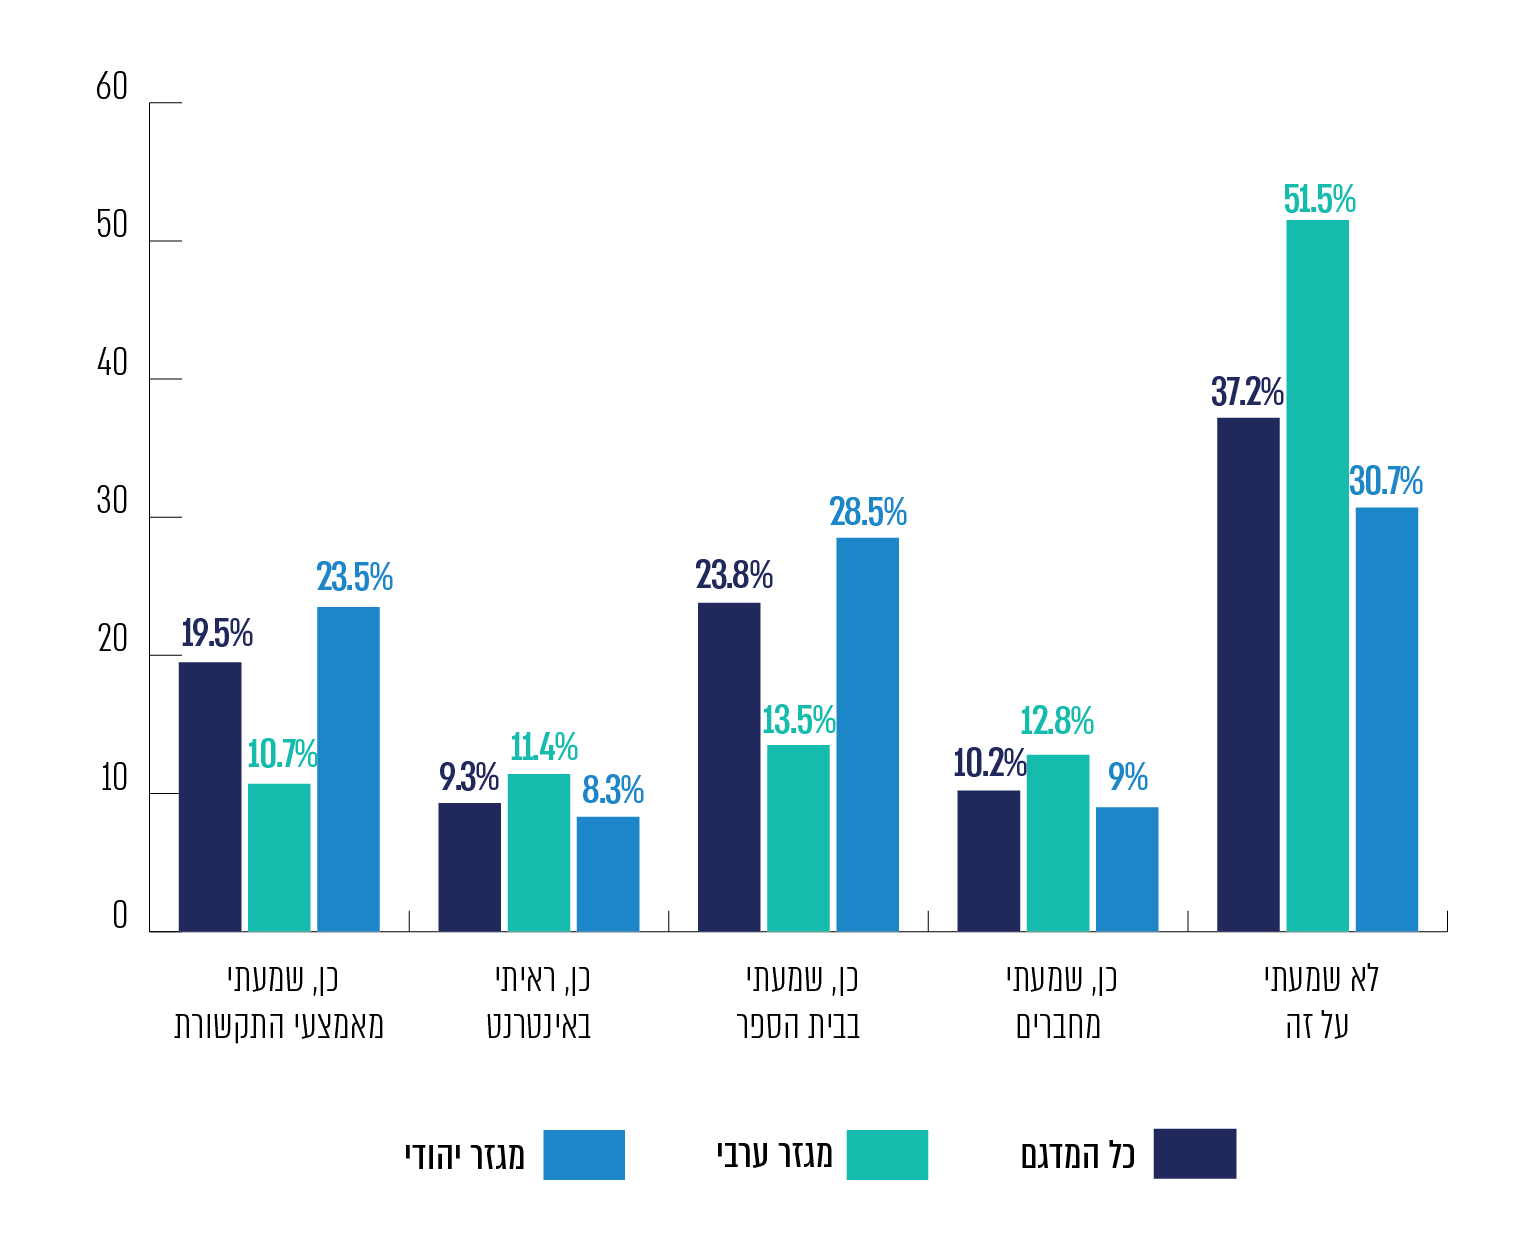 60
50
40
30
20
10
0
19.5%
10.7%
23.5%
9.3%
11.4%
8.3%
23.8%
13.5%
28.5%
10.2%
12.8%
9%
37.2%
51.5%
30.7%
כן, שמעתי
מאמצעי התקשורת
כן, ראיתי
באינטרנט
כן, שמעתי
בבית הספר
כן, שמעתי
מחברים
לא שמעתי
על זה
כל המדגם
מגזר ערבי
מגזר יהודי